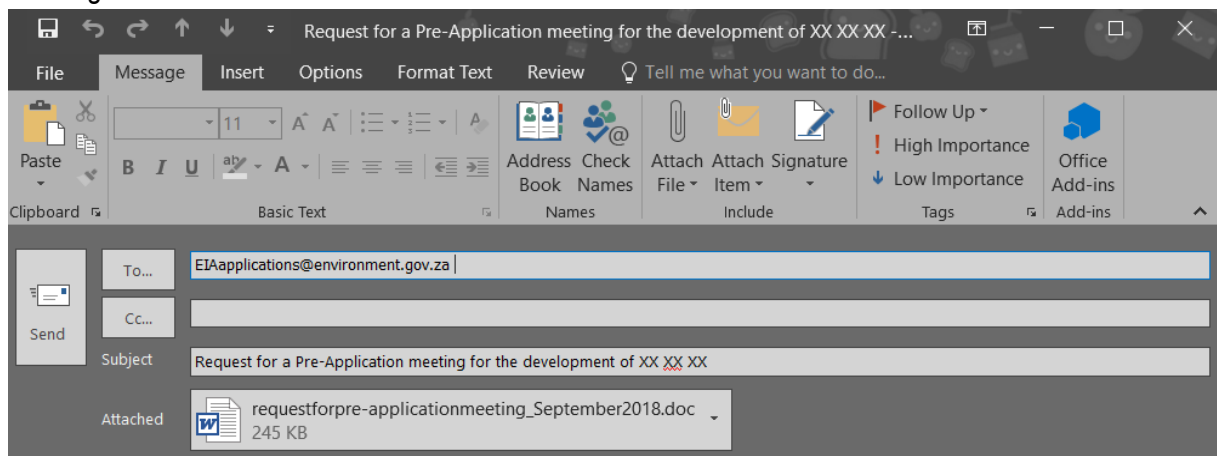 Request for a Pre-Application meeting for the development of XX XX XX -...
File Message Insert Options Format Text Review Tell me what you want to do...
11 A A A
Follow Up
High Importance
Low Importance
Paste
B I U aby A
Address Book
Check Names
Attach File
Attach Item
Signature
Office Add-ins
Clipboard Basic Text Names Include Tags Add-ins
To... EIAapplications@environment.gov.za
Send
Cc...
Subject Request for a Pre-Application meeting for the development of XX XX XX
Attached requestforpre-applicationmeeting_September2018.doc
245 KB